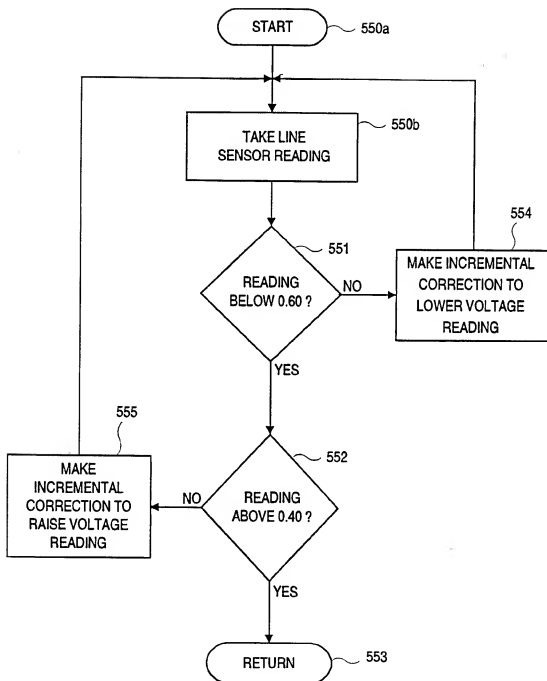 START
550a
TAKE LINE
SENSOR READING
550b
551
READING
BELOW 0.60 ?
NO
YES
554
MAKE INCREMENTAL
CORRECTION TO
LOWER VOLTAGE
READING
552
READING
ABOVE 0.40 ?
NO
YES
555
MAKE
INCREMENTAL
CORRECTION TO
RAISE VOLTAGE
READING
RETURN
553